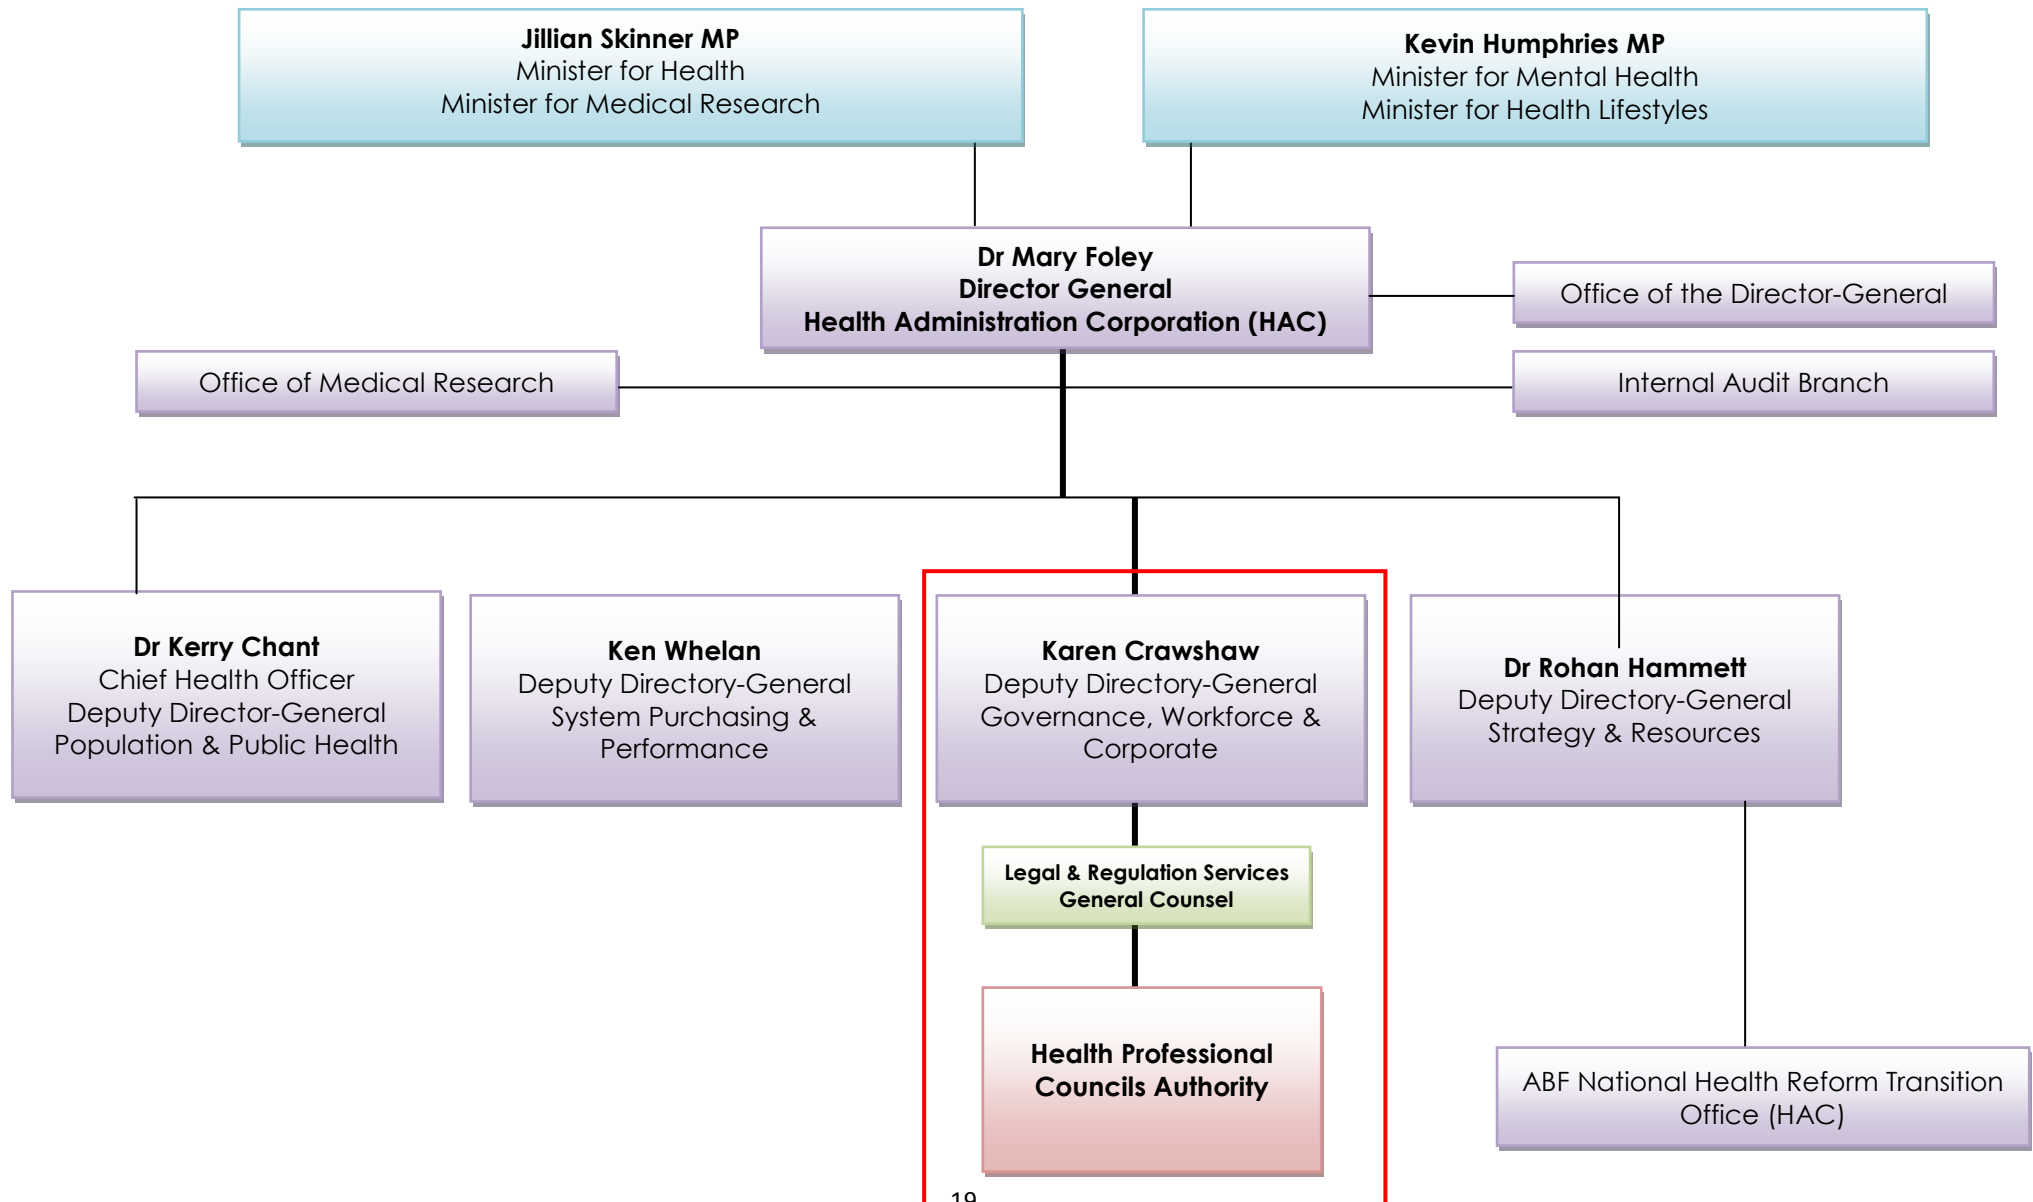 Jillian Skinner MP
Minister for Health
Minister for Medical Research
Kevin Humphries MP
Minister for Mental Health
Minister for Health Lifestyles
Dr Mary Foley
Director General
Health Administration Corporation (HAC)
Office of the Director-General
Office of Medical Research
Internal Audit Branch
Dr Kerry Chant
Chief Health Officer
Deputy Director-General
Population & Public Health
Ken Whelan
Deputy Directory-General
System Purchasing &
Performance
Karen Crawshaw
Deputy Directory-General
Governance, Workforce &
Corporate
Dr Rohan Hammett
Deputy Directory-General
Strategy & Resources
Legal & Regulation Services
General Counsel
Health Professional
Councils Authority
ABF National Health Reform Transition
Office (HAC)
19